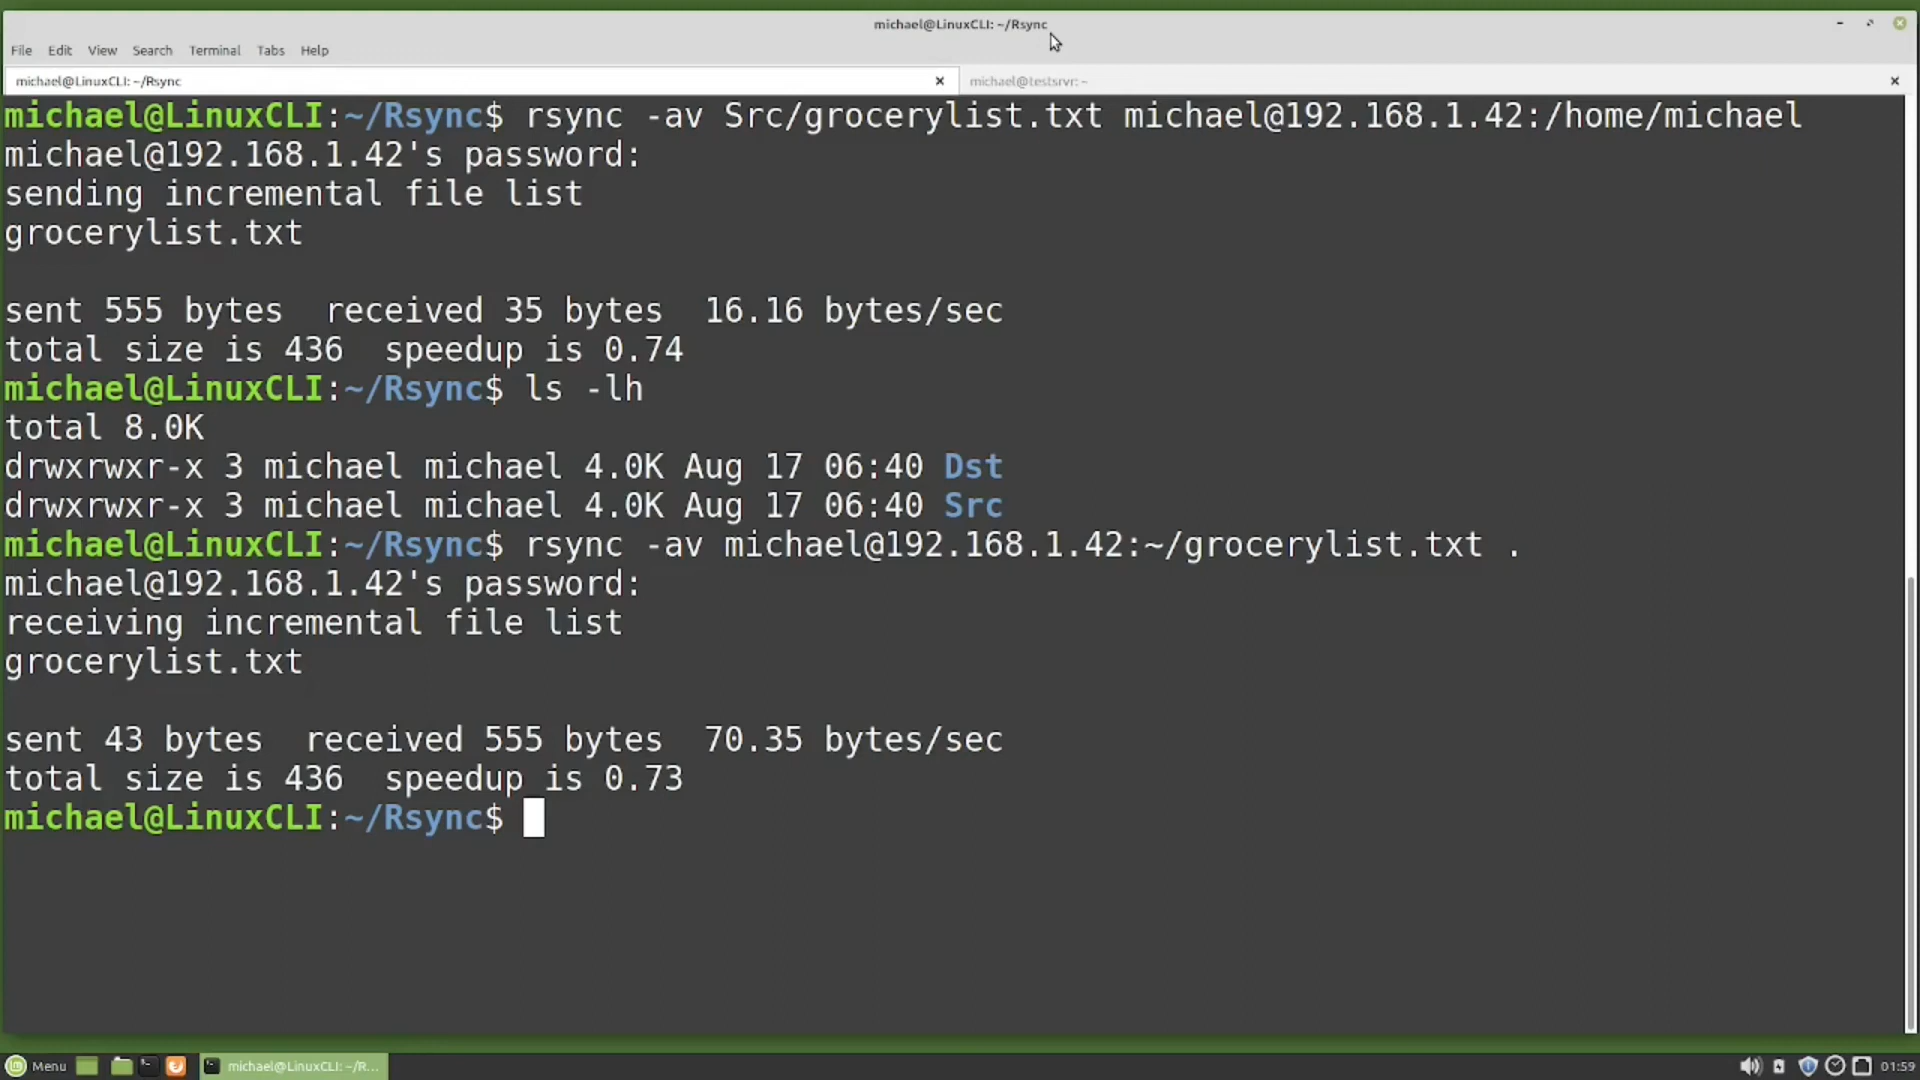 michael@LinuxCLI: ~/Rsync
File Edit View Search Terminal Tabs Help
michael@LinuxCLI: ~/Rsync × michael@testsrvr: ~ ×
michael@LinuxCLI:~/Rsync$ rsync -av Src/grocerylist.txt michael@192.168.1.42:/home/michael
michael@192.168.1.42's password:
sending incremental file list
grocerylist.txt
sent 555 bytes  received 35 bytes  16.16 bytes/sec
total size is 436  speedup is 0.74
michael@LinuxCLI:~/Rsync$ ls -lh
total 8.0K
drwxrwxr-x 3 michael michael 4.0K Aug 17 06:40 Dst
drwxrwxr-x 3 michael michael 4.0K Aug 17 06:40 Src
michael@LinuxCLI:~/Rsync$ rsync -av michael@192.168.1.42:~/grocerylist.txt .
michael@192.168.1.42's password:
receiving incremental file list
grocerylist.txt
sent 43 bytes  received 555 bytes  70.35 bytes/sec
total size is 436  speedup is 0.73
michael@LinuxCLI:~/Rsync$
Menu michael@LinuxCLI: ~/R... 01:59